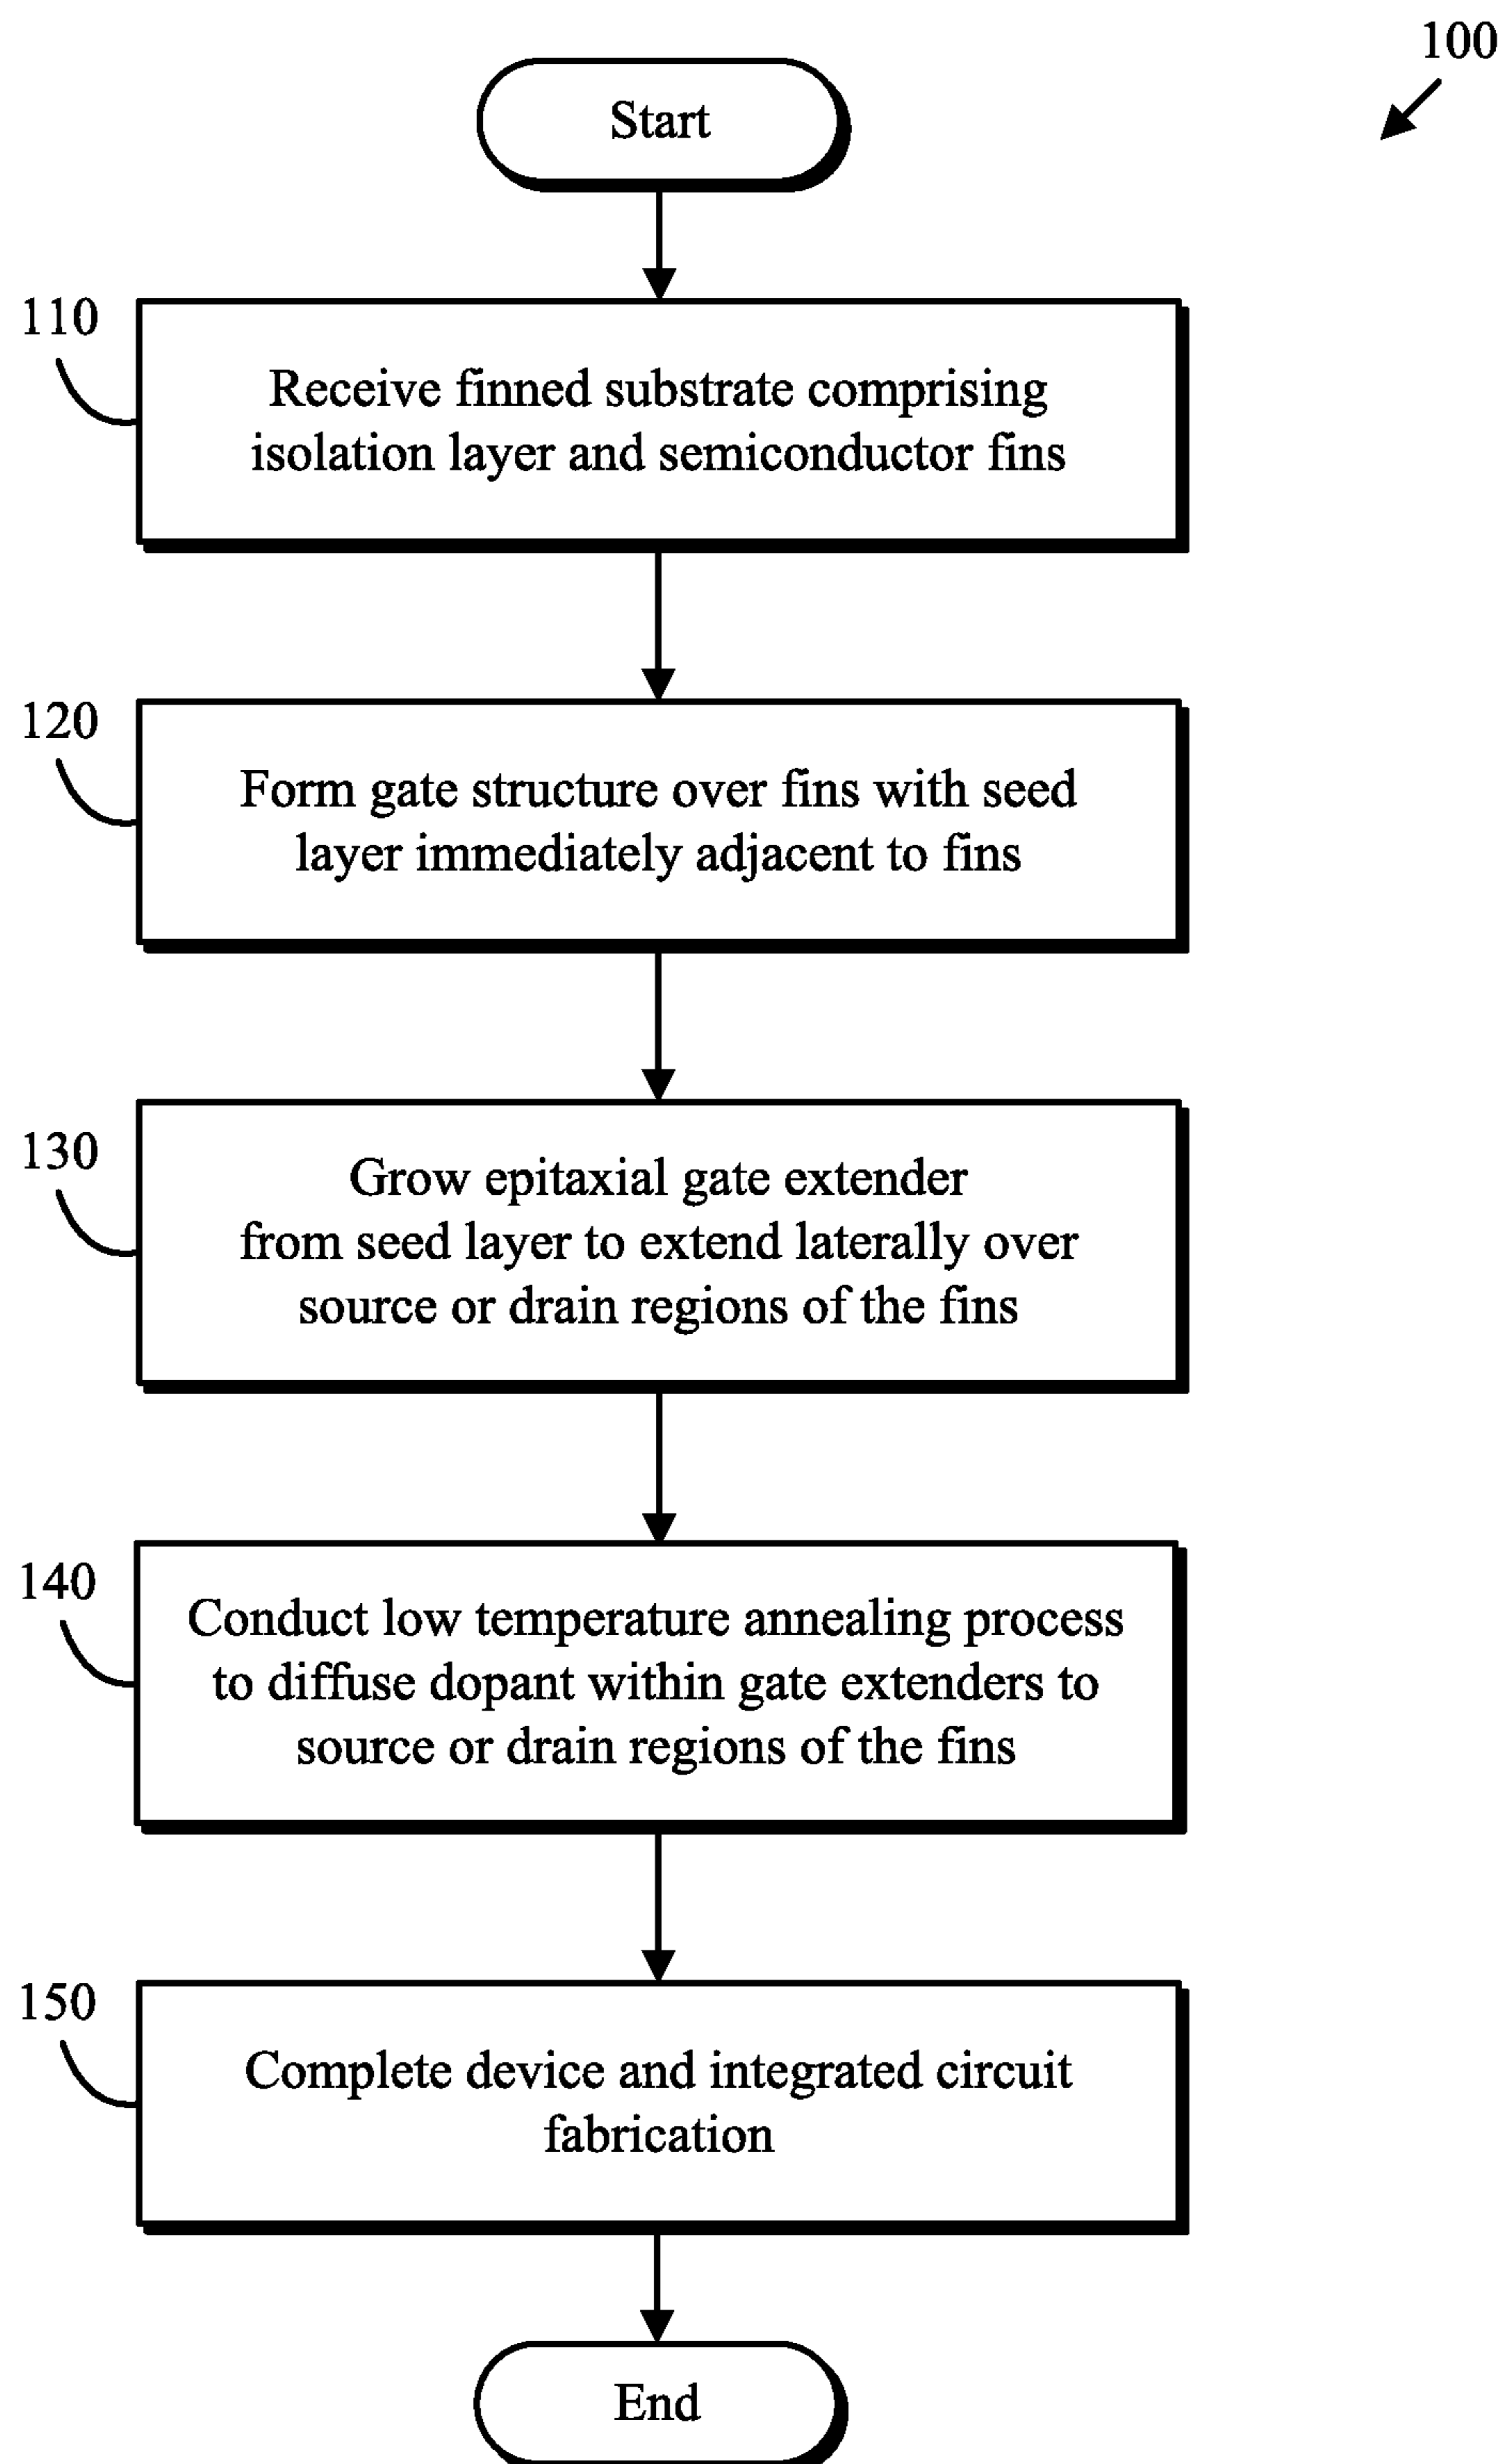 100
Start
110
Receive finned substrate comprising
isolation layer and semiconductor fins
120
Form gate structure over fins with seed
layer immediately adjacent to fins
130
Grow epitaxial gate extender
from seed layer to extend laterally over
source or drain regions of the fins
140
Conduct low temperature annealing process
to diffuse dopant within gate extenders to
source or drain regions of the fins
150
Complete device and integrated circuit
fabrication
End